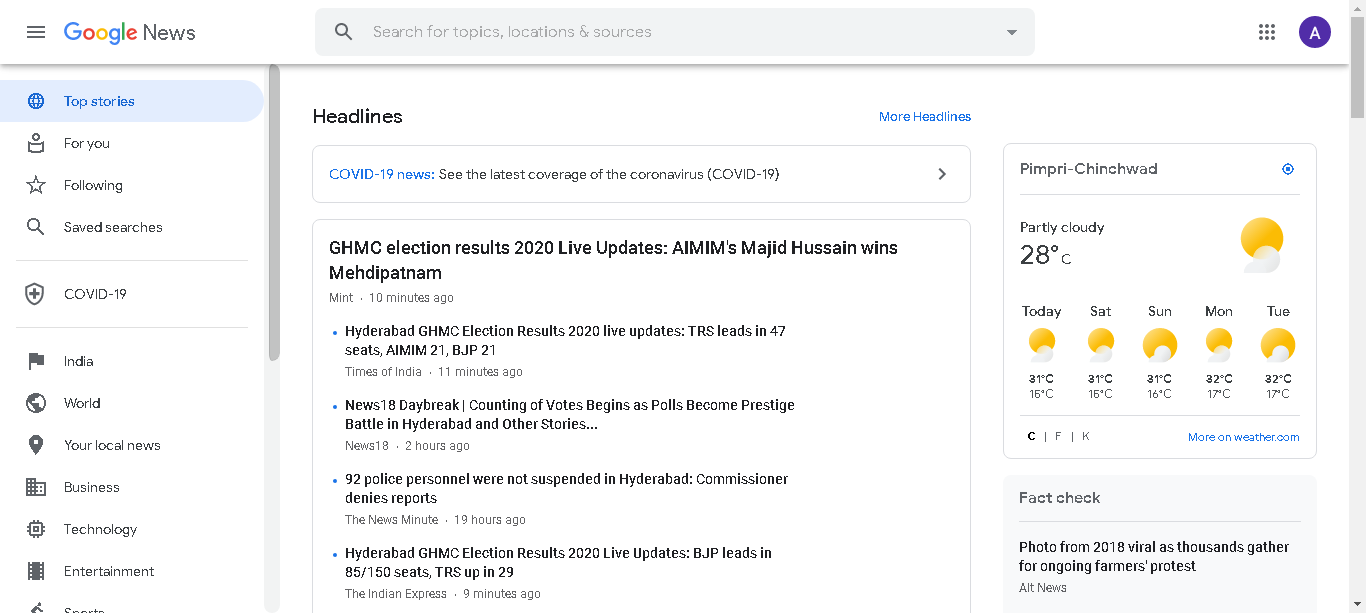 Google News
Search for topics, locations & sources
A
Top stories
For you
Following
Saved searches
COVID-19
India
World
Your local news
Business
Technology
Entertainment
Sports
Headlines
More Headlines
COVID-19 news: See the latest coverage of the coronavirus (COVID-19)
GHMC election results 2020 Live Updates: AIMIM's Majid Hussain wins
Mehdipatnam
Mint · 10 minutes ago
Hyderabad GHMC Election Results 2020 live updates: TRS leads in 47
seats, AIMIM 21, BJP 21
Times of India · 11 minutes ago
News18 Daybreak | Counting of Votes Begins as Polls Become Prestige
Battle in Hyderabad and Other Stories...
News18 · 2 hours ago
92 police personnel were not suspended in Hyderabad: Commissioner
denies reports
The News Minute · 19 hours ago
Hyderabad GHMC Election Results 2020 Live Updates: BJP leads in
85/150 seats, TRS up in 29
The Indian Express · 9 minutes ago
Pimpri-Chinchwad
Partly cloudy
28°C
Today Sat Sun Mon Tue
31°C 31°C 31°C 32°C 32°C
15°C 15°C 16°C 17°C 17°C
C | F | K
More on weather.com
Fact check
Photo from 2018 viral as thousands gather
for ongoing farmers' protest
Alt News